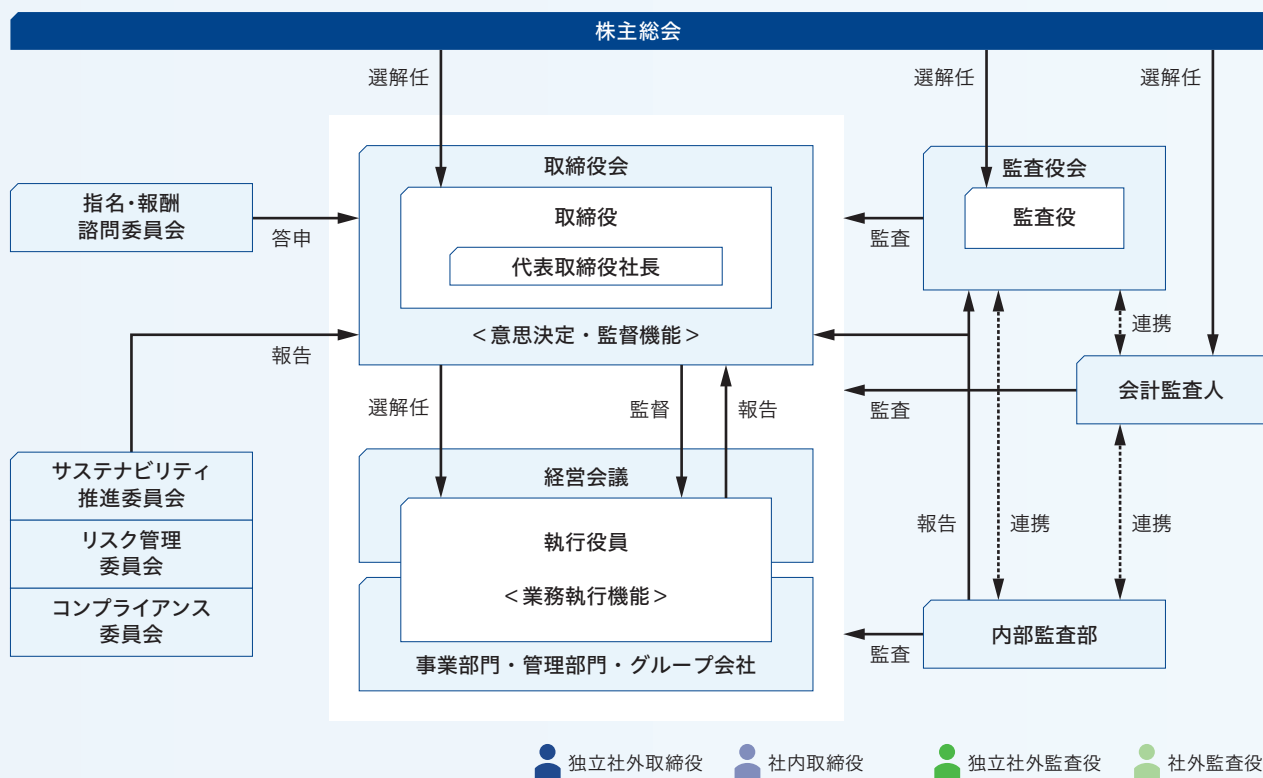 株主総会
選解任
選解任
選解任
取締役会
監査役会
指名・報酬
諮問委員会
答申
取締役
代表取締役社長
監査
監査役
<意思決定・監督機能>
報告
連携
選解任
監督
報告
監査
会計監査人
サステナビリティ
推進委員会
リスク管理
委員会
コンプライアンス
委員会
経営会議
執行役員
<業務執行機能>
事業部門・管理部門・グループ会社
報告
連携
連携
監査
内部監査部
独立社外取締役
社内取締役
独立社外監査役
社外監査役